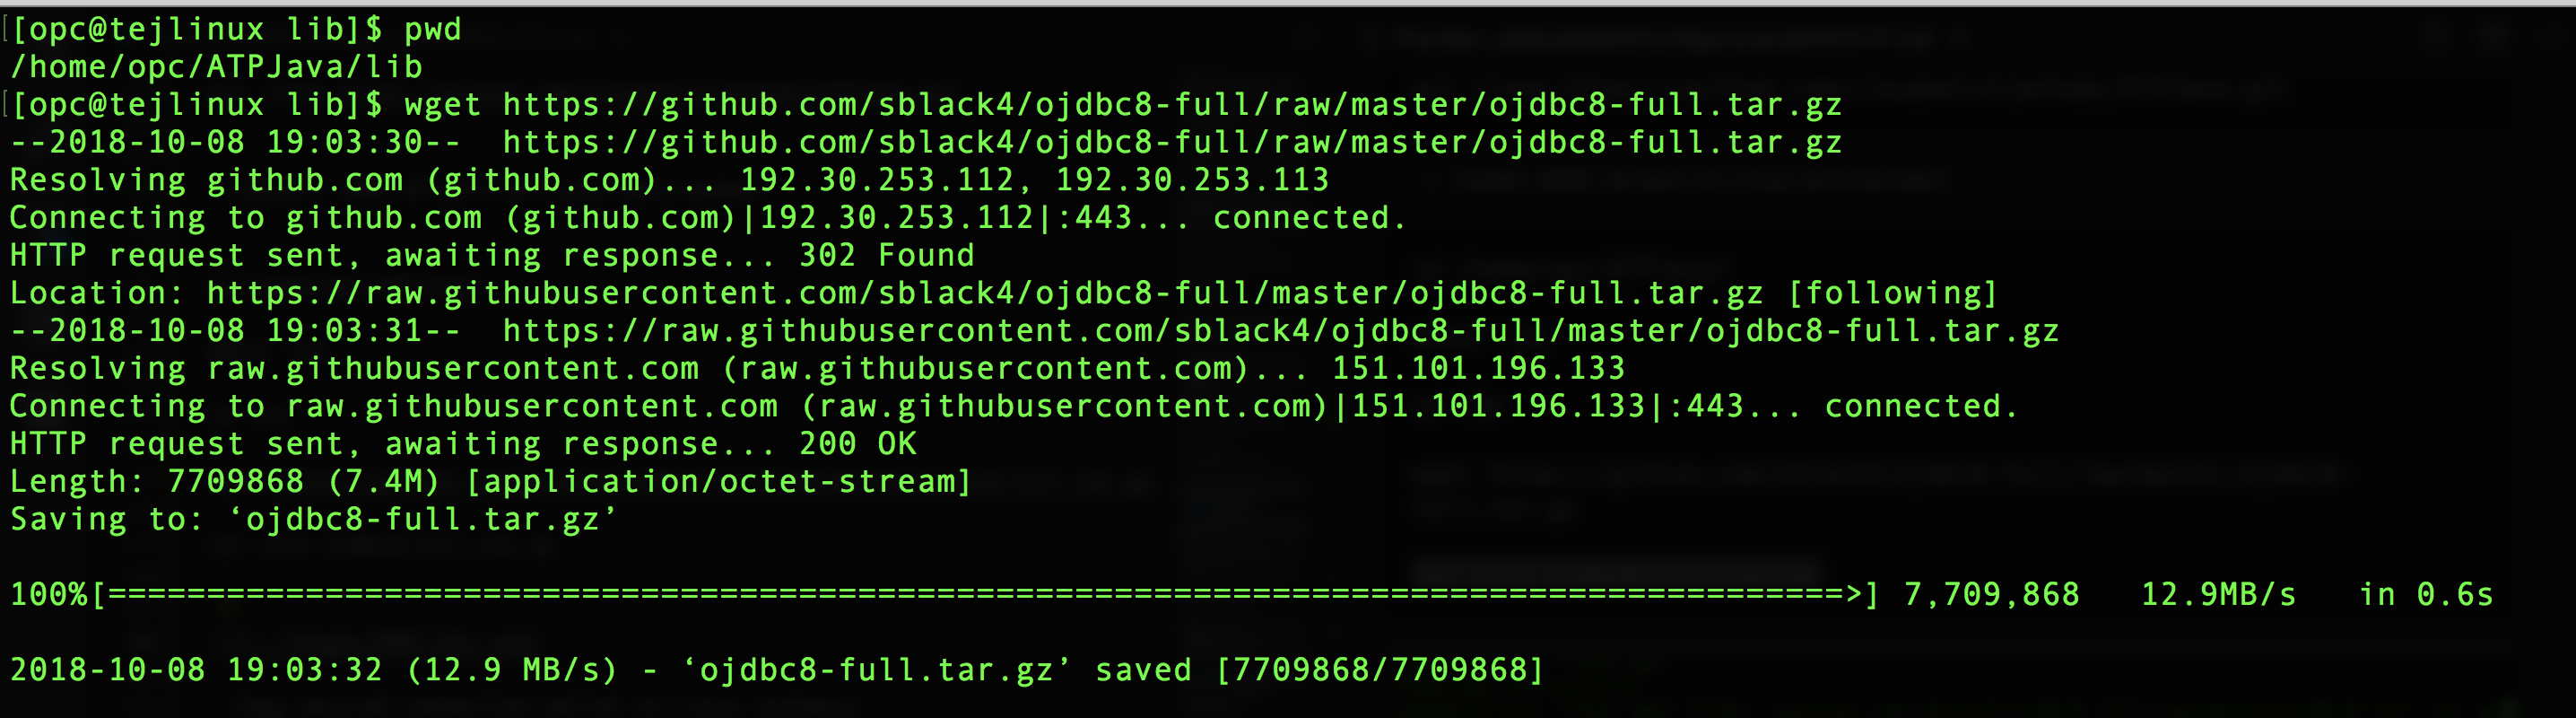 [[opc@tejlinux lib]$ pwd
/home/opc/ATPJava/lib
[[opc@tejlinux lib]$ wget https://github.com/sblack4/ojdbc8-full/raw/master/ojdbc8-full.tar.gz
--2018-10-08 19:03:30--  https://github.com/sblack4/ojdbc8-full/raw/master/ojdbc8-full.tar.gz
Resolving github.com (github.com)... 192.30.253.112, 192.30.253.113
Connecting to github.com (github.com)|192.30.253.112|:443... connected.
HTTP request sent, awaiting response... 302 Found
Location: https://raw.githubusercontent.com/sblack4/ojdbc8-full/master/ojdbc8-full.tar.gz [following]
--2018-10-08 19:03:31--  https://raw.githubusercontent.com/sblack4/ojdbc8-full/master/ojdbc8-full.tar.gz
Resolving raw.githubusercontent.com (raw.githubusercontent.com)... 151.101.196.133
Connecting to raw.githubusercontent.com (raw.githubusercontent.com)|151.101.196.133|:443... connected.
HTTP request sent, awaiting response... 200 OK
Length: 7709868 (7.4M) [application/octet-stream]
Saving to: ‘ojdbc8-full.tar.gz’
100%[========================================================================================>] 7,709,868   12.9MB/s   in 0.6s
2018-10-08 19:03:32 (12.9 MB/s) - ‘ojdbc8-full.tar.gz’ saved [7709868/7709868]